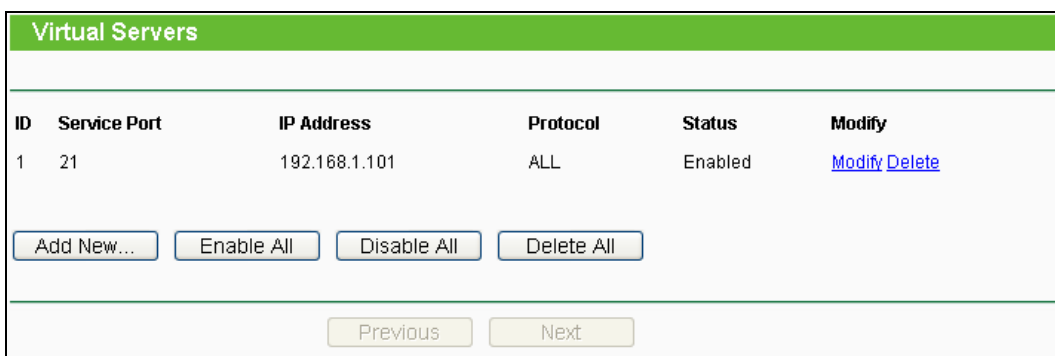 Virtual Servers
ID Service Port IP Address Protocol Status Modify
1 21 192.168.1.101 ALL Enabled Modify Delete
Add New... Enable All Disable All Delete All
Previous Next